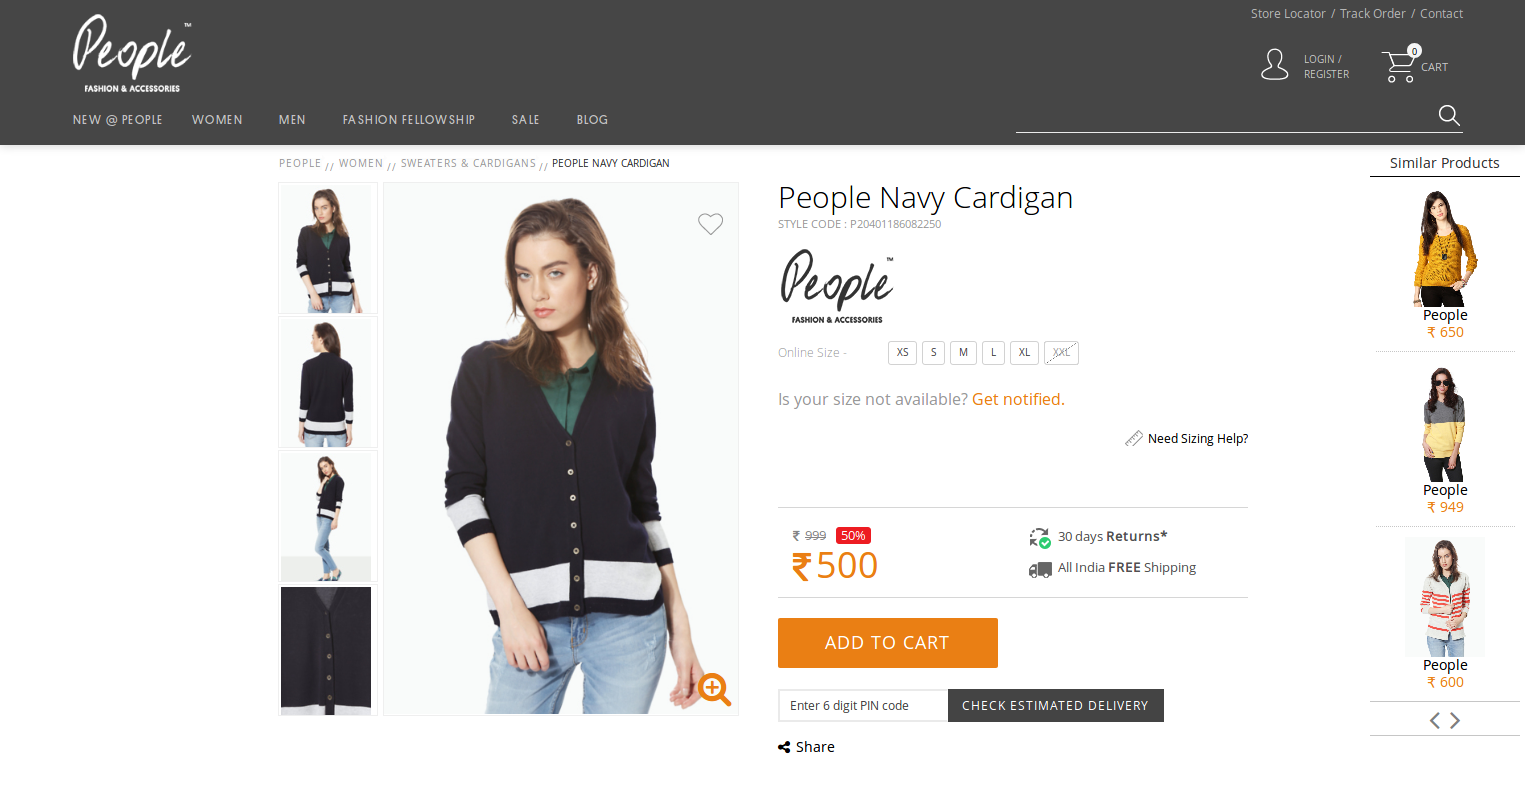 People™
FASHION & ACCESSORIES
Store Locator / Track Order / Contact
LOGIN /
REGISTER
0
CART
NEW @ PEOPLE WOMEN MEN FASHION FELLOWSHIP SALE BLOG
PEOPLE // WOMEN // SWEATERS & CARDIGANS // PEOPLE NAVY CARDIGAN
People Navy Cardigan
STYLE CODE : P20401186082250
People™
FASHION & ACCESSORIES
Online Size - XS S M L XL XXL
Is your size not available? Get notified.
Need Sizing Help?
₹ 999 50%
₹500
30 days Returns*
All India FREE Shipping
ADD TO CART
Enter 6 digit PIN code CHECK ESTIMATED DELIVERY
Share
Similar Products
People
₹ 650
People
₹ 949
People
₹ 600